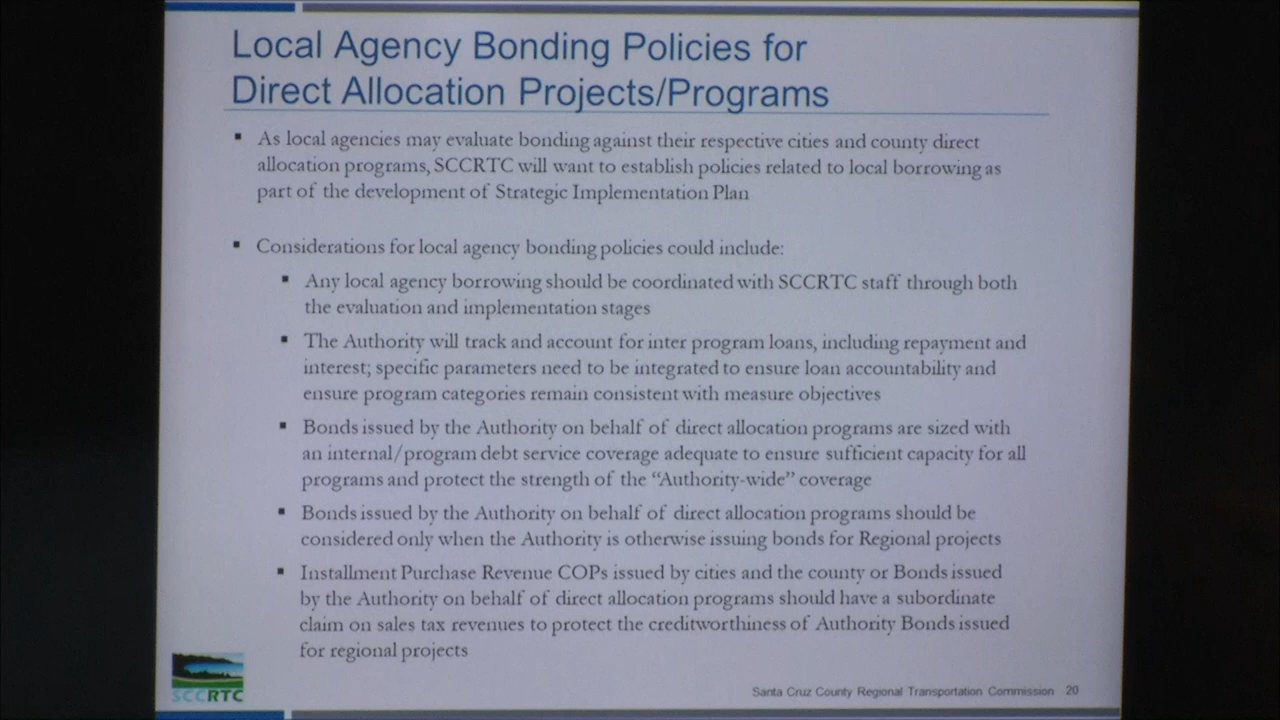 Local Agency Bonding Policies for
Direct Allocation Projects/Programs
▪ As local agencies may evaluate bonding against their respective cities and county direct
allocation programs, SCCRTC will want to establish policies related to local borrowing as
part of the development of Strategic Implementation Plan
▪ Considerations for local agency bonding policies could include:
▪ Any local agency borrowing should be coordinated with SCCRTC staff through both
the evaluation and implementation stages
▪ The Authority will track and account for inter program loans, including repayment and
interest; specific parameters need to be integrated to ensure loan accountability and
ensure program categories remain consistent with measure objectives
▪ Bonds issued by the Authority on behalf of direct allocation programs are sized with
an internal/program debt service coverage adequate to ensure sufficient capacity for all
programs and protect the strength of the “Authority-wide” coverage
▪ Bonds issued by the Authority on behalf of direct allocation programs should be
considered only when the Authority is otherwise issuing bonds for Regional projects
▪ Installment Purchase Revenue COPs issued by cities and the county or Bonds issued
by the Authority on behalf of direct allocation programs should have a subordinate
claim on sales tax revenues to protect the creditworthiness of Authority Bonds issued
for regional projects
SCCRTC
Santa Cruz County Regional Transportation Commission 20